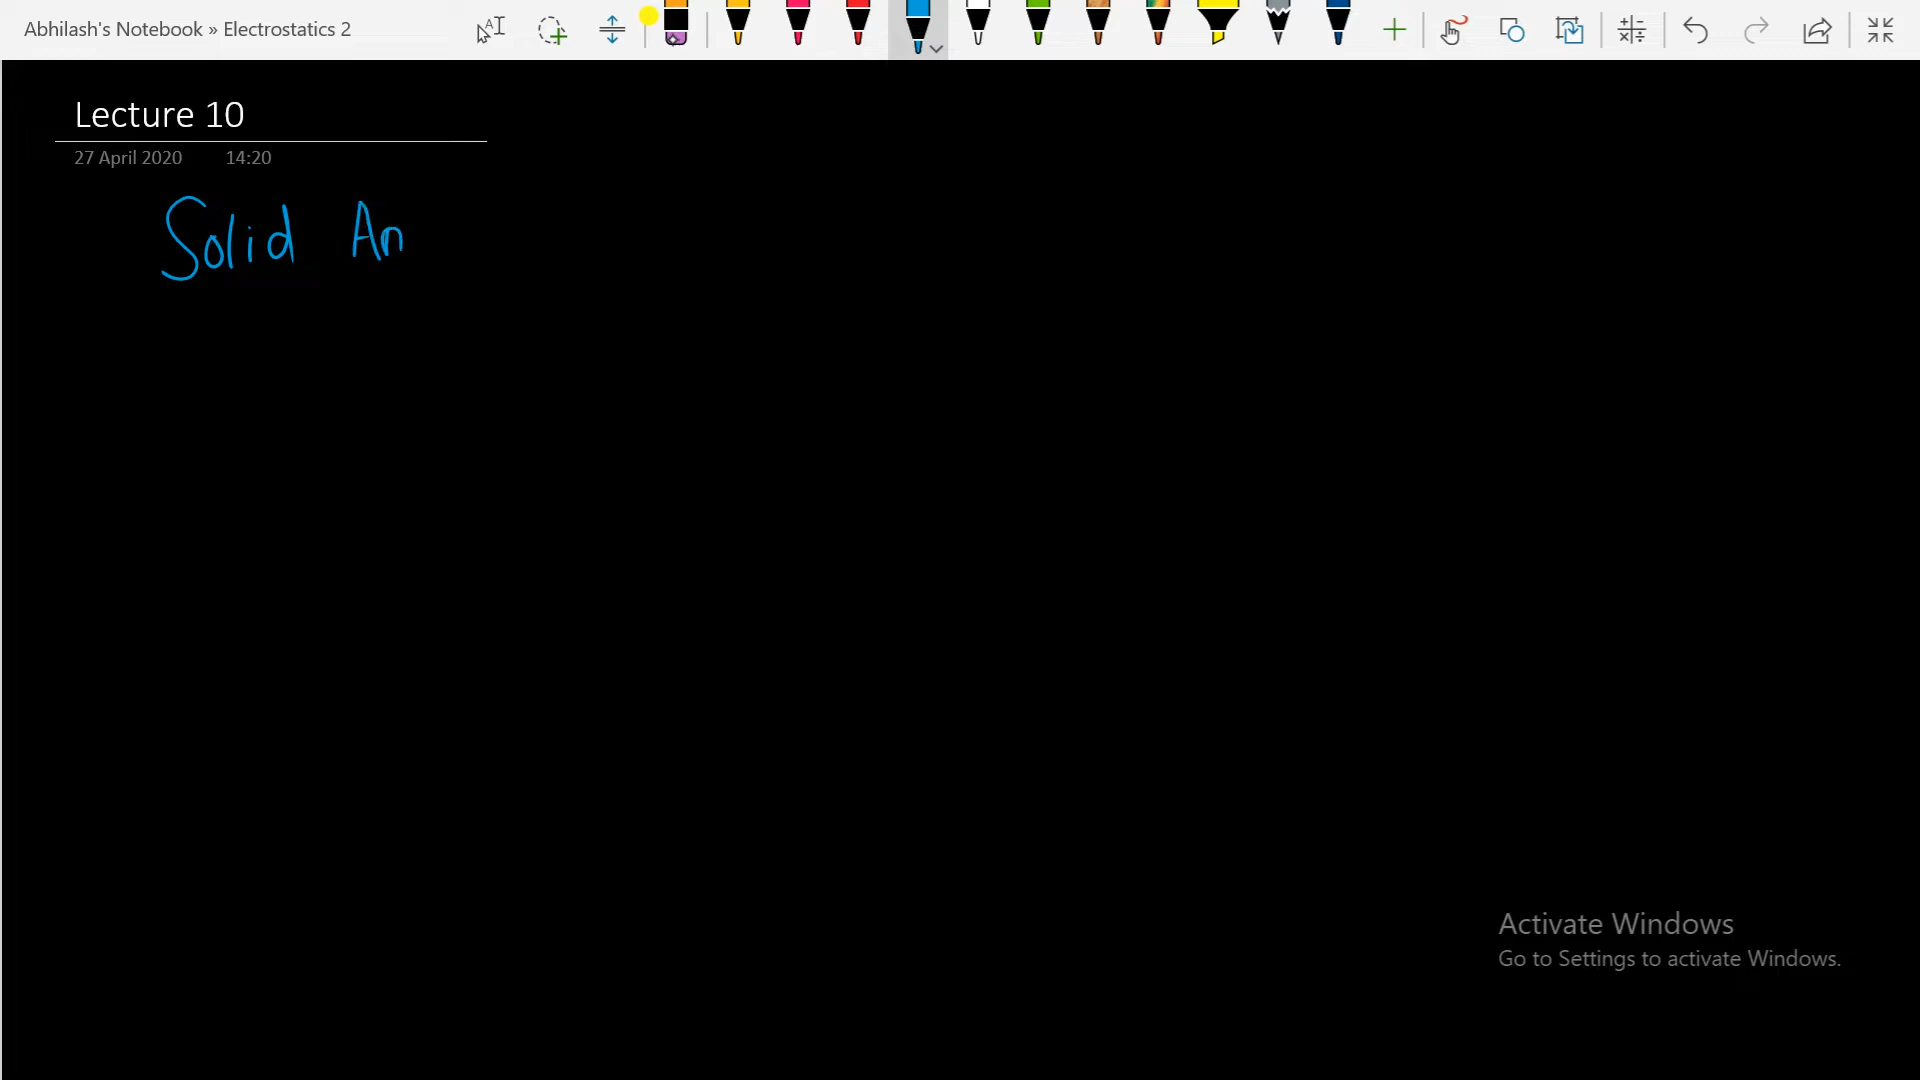 Abhilash's Notebook » Electrostatics 2
Lecture 10
27 April 2020 14:20
Solid An
Activate Windows
Go to Settings to activate Windows.